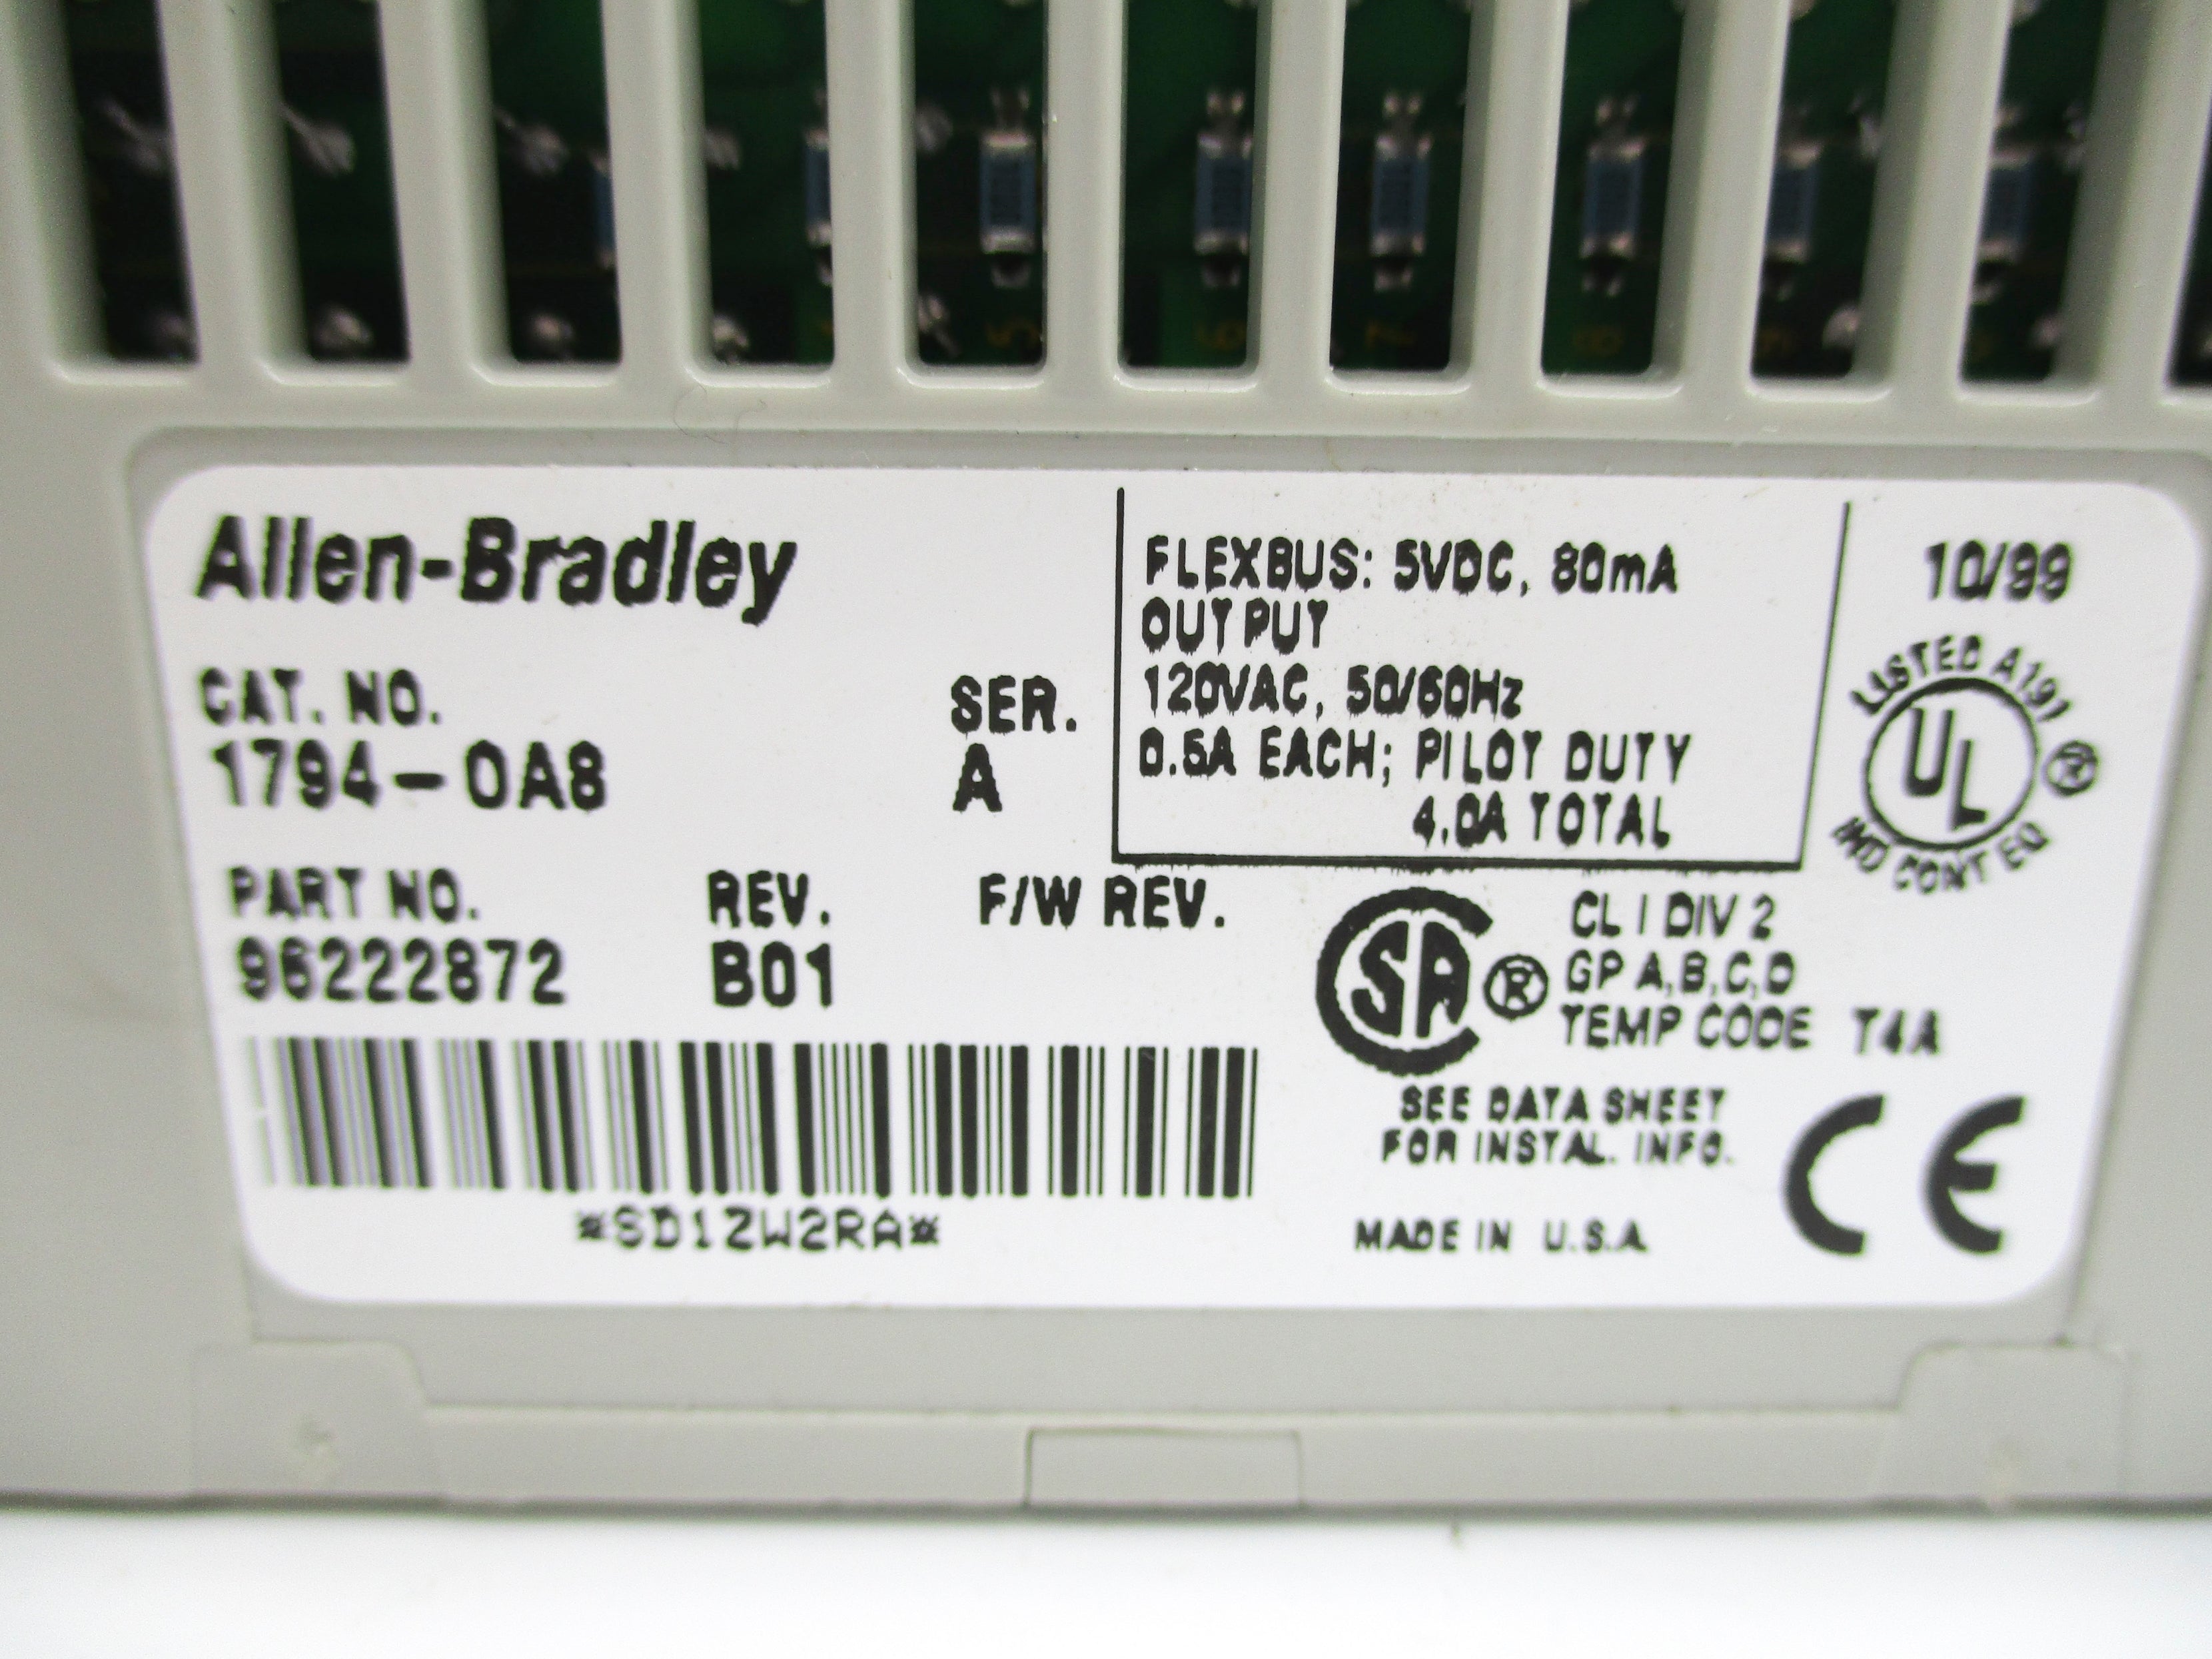 Allen-Bradley
CAT. NO.
1794-OA8
SER.
A
PART NO.
96222872
REV.
B01
F/W REV.
*SD1ZW2RA*
FLEXBUS: 5VDC, 80mA
OUTPUT
120VAC, 50/60Hz
0.5A EACH; PILOT DUTY
4.0A TOTAL
10/99
LISTED A191
UL ®
IND CONT EQ
CSA ®
CL I DIV 2
GP A,B,C,D
TEMP CODE T4A
SEE DATA SHEET
FOR INSTAL. INFO.
CE
MADE IN U.S.A.